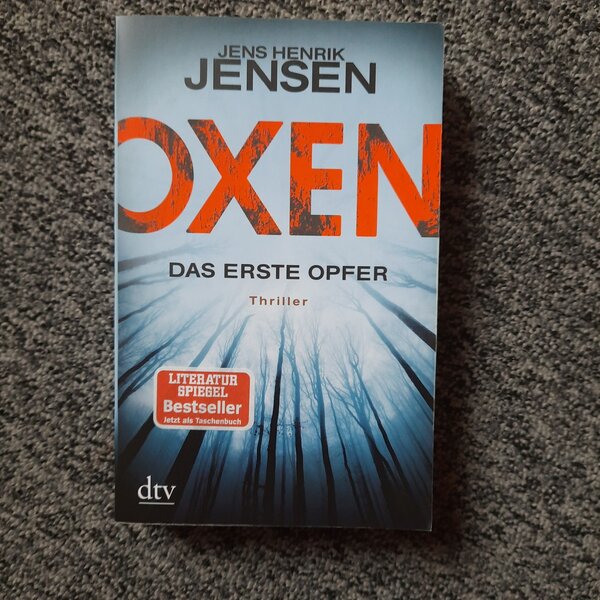 JENS HENRIK
JENSEN
OXEN
DAS ERSTE OPFER
Thriller
LITERATUR
SPIEGEL
Bestseller
Jetzt als Taschenbuch
dtv